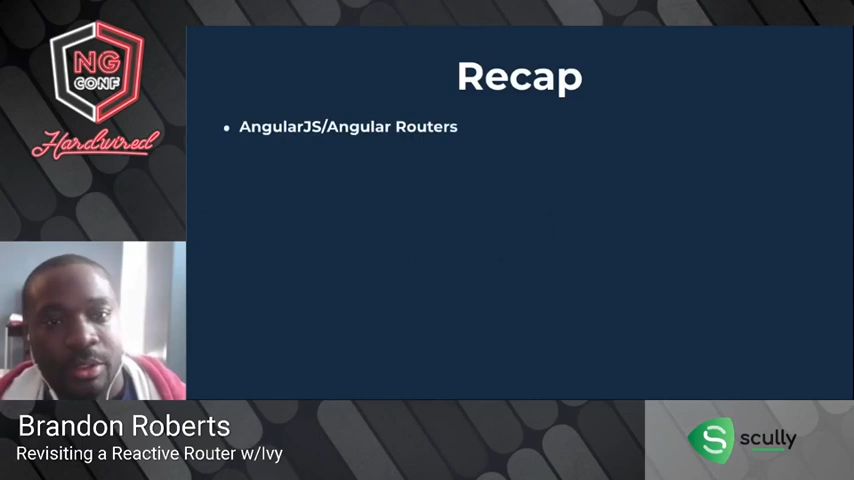 NG
CONF
Hardwired
Recap
• AngularJS/Angular Routers
Brandon Roberts
Revisiting a Reactive Router w/Ivy
S scully